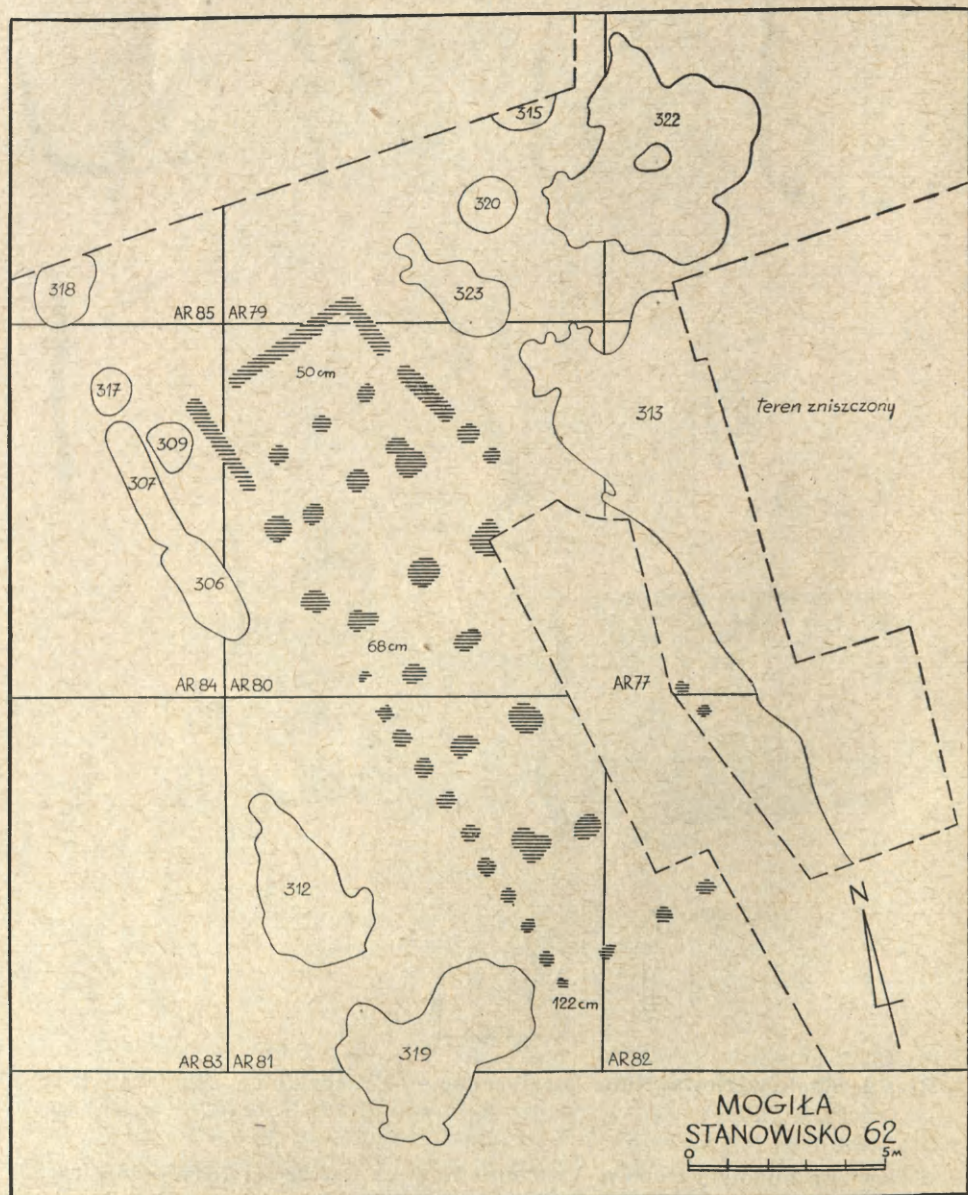 315
322
320
323
318
AR 85
AR 79
50 cm
317
309
307
313
teren zniszczony
306
68 cm
AR 84
AR 80
AR 77
312
N
122 cm
319
AR 83
AR 81
AR 82
MOGIŁA
STANOWISKO 62
0 5 m